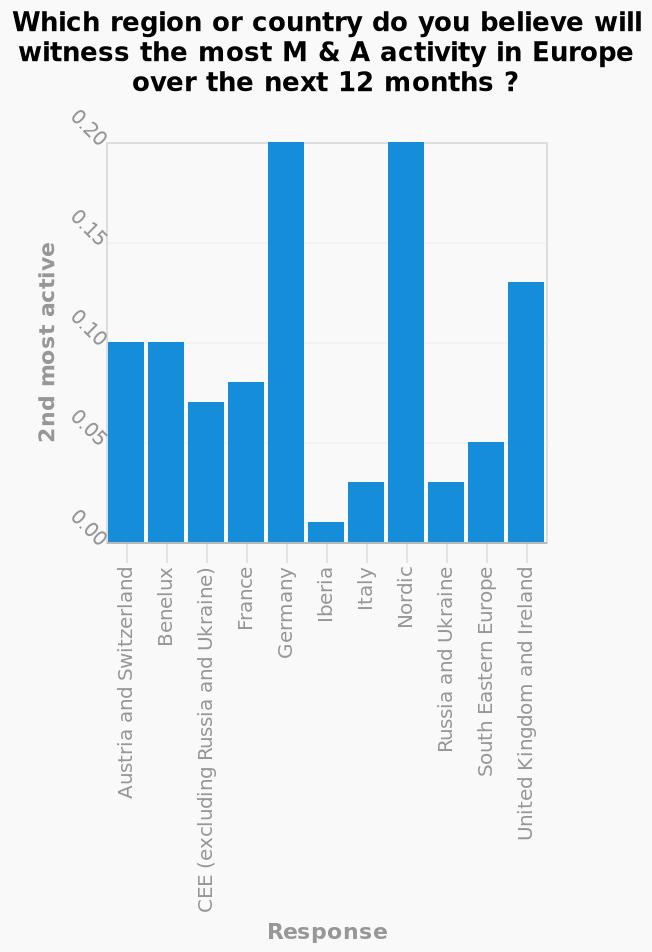 Which region or country do you believe will
witness the most M & A activity in Europe
over the next 12 months ?
2nd most active
0.20
0.15
0.10
0.05
0.00
Austria and Switzerland
Benelux
CEE (excluding Russia and Ukraine)
France
Germany
Iberia
Italy
Nordic
Russia and Ukraine
South Eastern Europe
United Kingdom and Ireland
Response